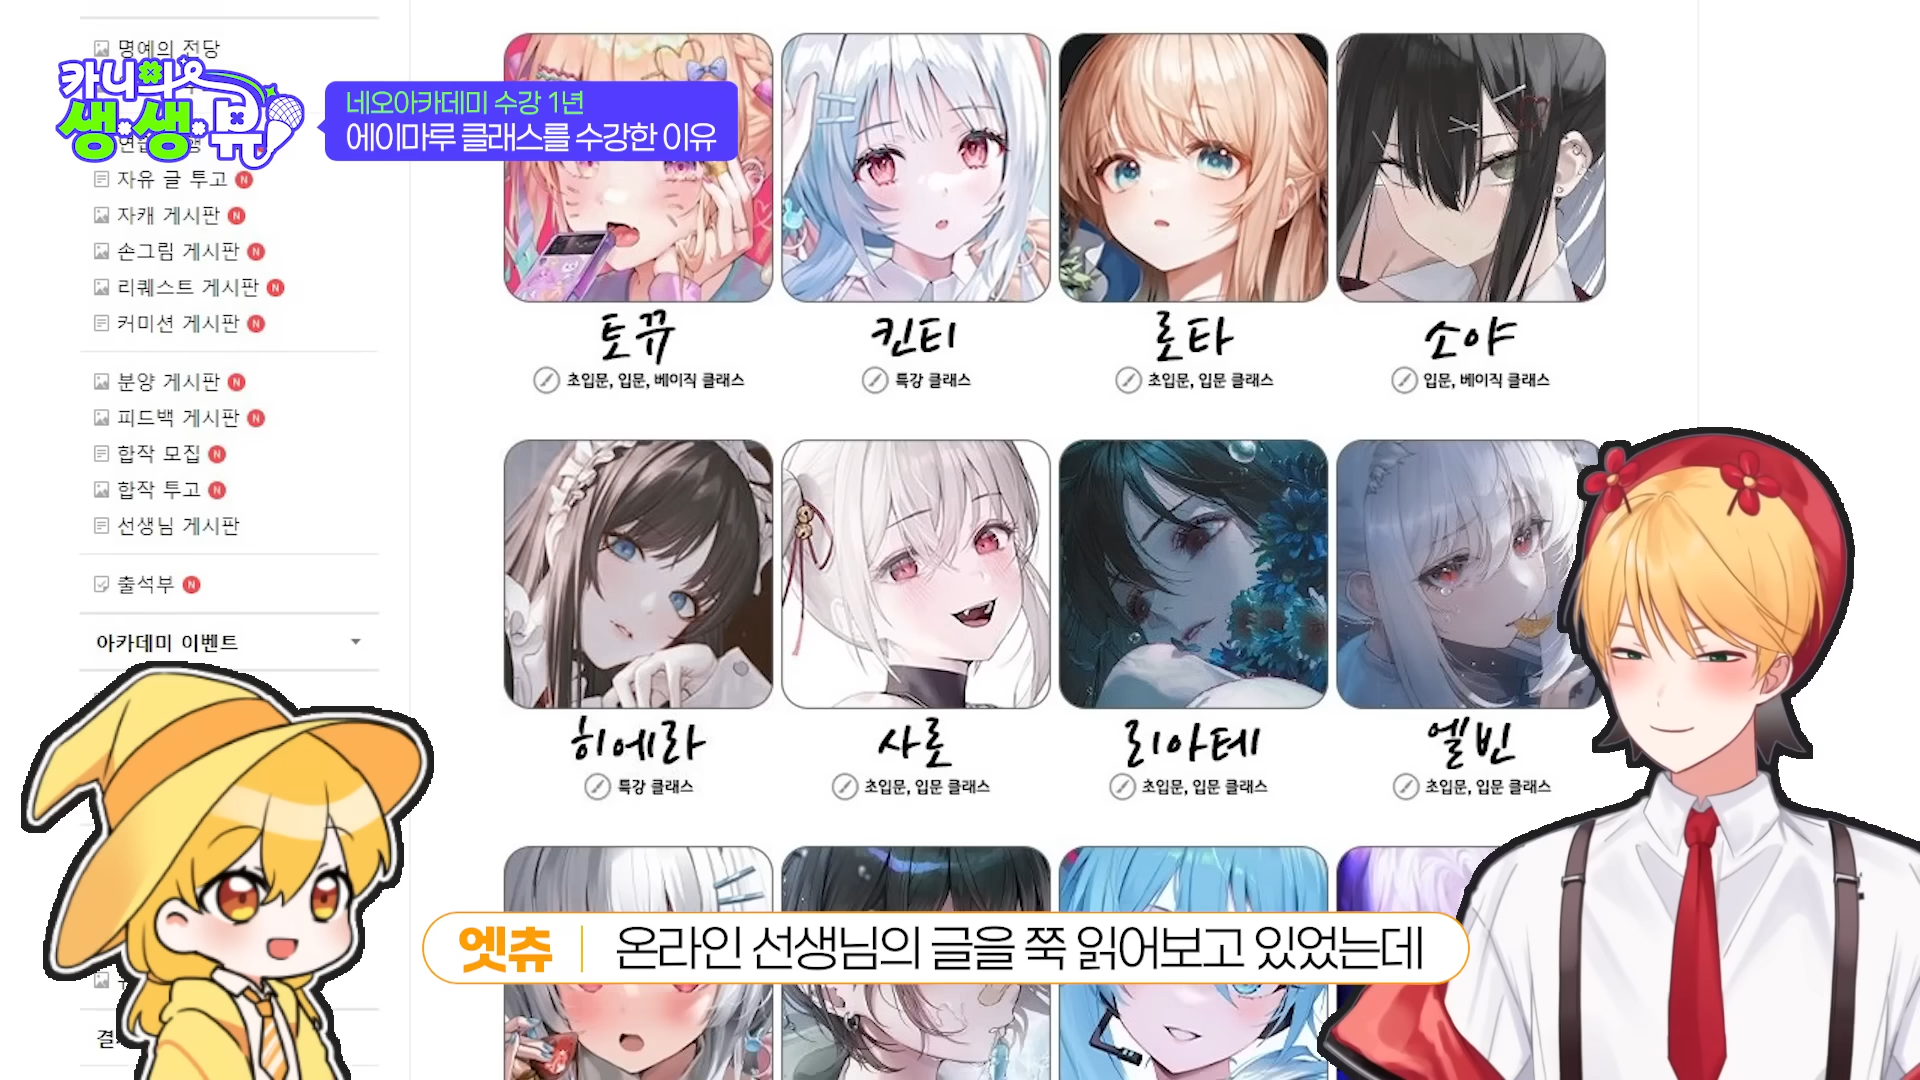 명예의 전당
카니의
생·생·뷰
네오아카데미 수강 1년
에이마루 클래스를 수강한 이유
자유 글 투고 N
자캐 게시판 N
손그림 게시판 N
리퀘스트 게시판 N
커미션 게시판 N
분양 게시판 N
피드백 게시판 N
합작 모집 N
합작 투고 N
선생님 게시판
출석부 N
아카데미 이벤트
토뀨
초입문, 입문, 베이직 클래스
킨티
특강 클래스
로타
초입문, 입문 클래스
소야
입문, 베이직 클래스
히에라
특강 클래스
사로
초입문, 입문 클래스
리아테
초입문, 입문 클래스
엘빈
초입문, 입문 클래스
엣츄
온라인 선생님의 글을 쭉 읽어보고 있었는데